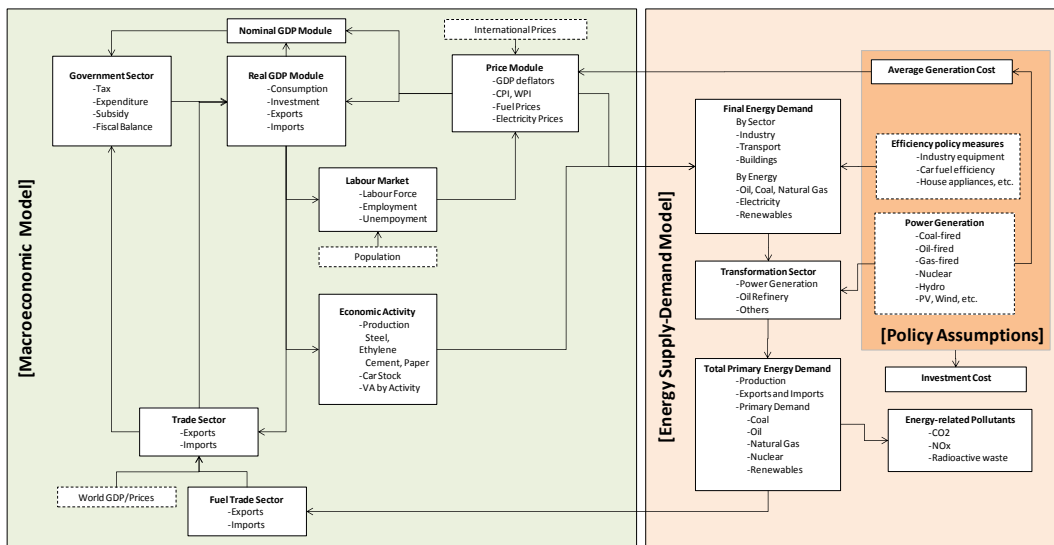 [Macroeconomic Model]
Nominal GDP Module
International Prices
Government Sector
-Tax
-Expenditure
-Subsidy
-Fiscal Balance
Real GDP Module
-Consumption
-Investment
-Exports
-Imports
Price Module
-GDP deflators
-CPI, WPI
-Fuel Prices
-Electricity Prices
Labour Market
-Labour Force
-Employment
-Unempoyment
Population
Economic Activity
-Production
Steel,
Ethylene
Cement, Paper
-Car Stock
-VA by Activity
Trade Sector
-Exports
-Imports
World GDP/Prices
Fuel Trade Sector
-Exports
-Imports
[Energy Supply-Demand Model]
Final Energy Demand
By Sector
-Industry
-Transport
-Buildings
By Energy
-Oil, Coal, Natural Gas
-Electricity
-Renewables
Transformation Sector
-Power Generation
-Oil Refinery
-Others
Total Primary Energy Demand
-Production
-Exports and Imports
-Primary Demand
-Coal
-Oil
-Natural Gas
-Nuclear
-Renewables
Average Generation Cost
Efficiency policy measures
-Industry equipment
-Car fuel efficiency
-House appliances, etc.
Power Generation
-Coal-fired
-Oil-fired
-Gas-fired
-Nuclear
-Hydro
-PV, Wind, etc.
[Policy Assumptions]
Investment Cost
Energy-related Pollutants
-CO2
-NOx
-Radioactive waste